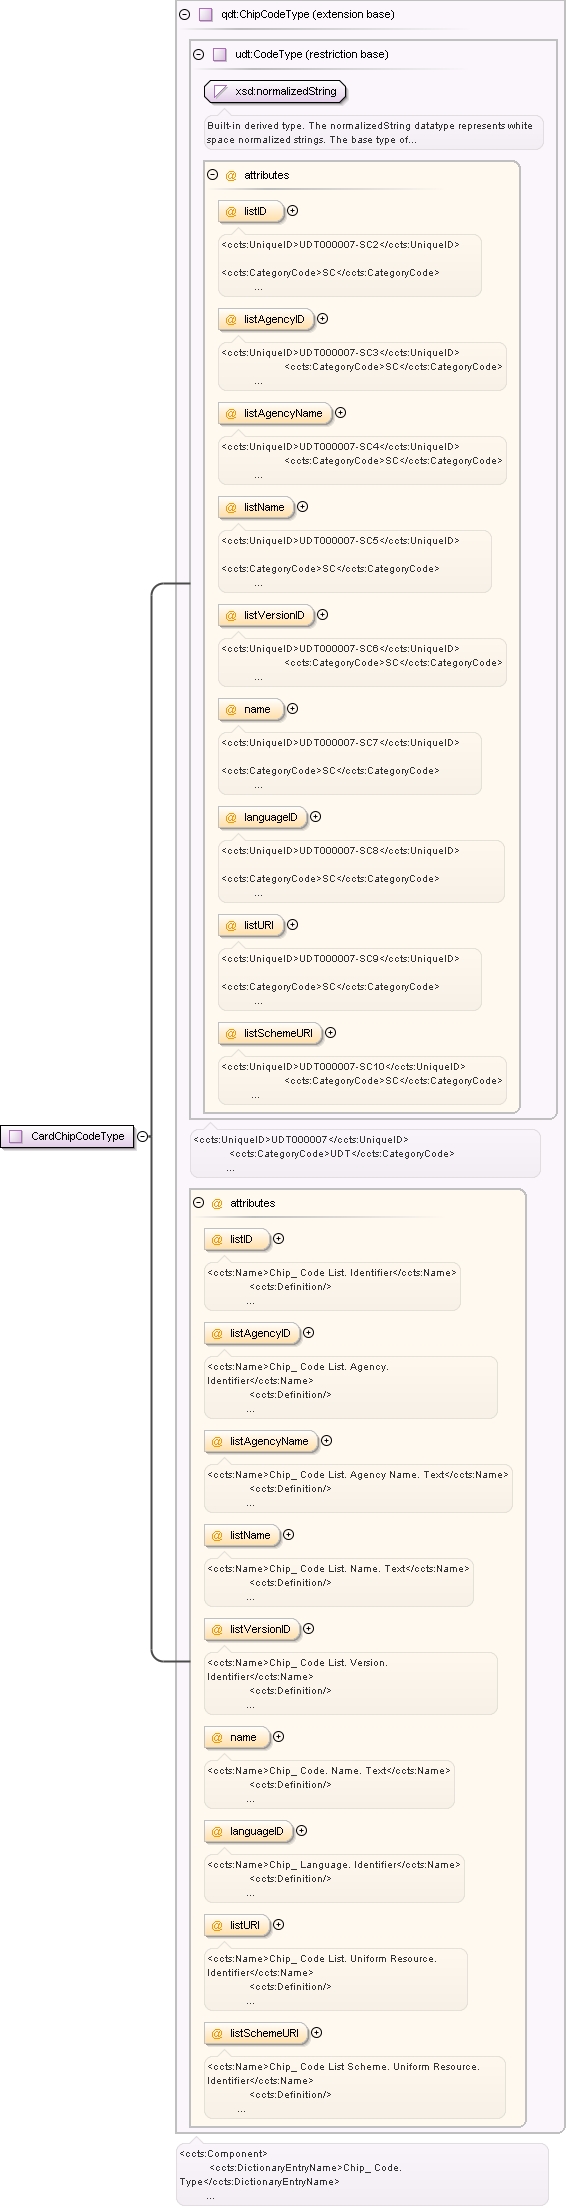 qdt:ChipCodeType (extension base)
udt:CodeType (restriction base)
xsd:normalizedString
Built-in derived type. The normalizedString datatype represents white
space normalized strings. The base type of...
@ attributes
@ listID
<ccts:UniqueID>UDT000007-SC2</ccts:UniqueID>
<ccts:CategoryCode>SC</ccts:CategoryCode>
...
@ listAgencyID
<ccts:UniqueID>UDT000007-SC3</ccts:UniqueID>
<ccts:CategoryCode>SC</ccts:CategoryCode>
...
@ listAgencyName
<ccts:UniqueID>UDT000007-SC4</ccts:UniqueID>
<ccts:CategoryCode>SC</ccts:CategoryCode>
...
@ listName
<ccts:UniqueID>UDT000007-SC5</ccts:UniqueID>
<ccts:CategoryCode>SC</ccts:CategoryCode>
...
@ listVersionID
<ccts:UniqueID>UDT000007-SC6</ccts:UniqueID>
<ccts:CategoryCode>SC</ccts:CategoryCode>
...
@ name
<ccts:UniqueID>UDT000007-SC7</ccts:UniqueID>
<ccts:CategoryCode>SC</ccts:CategoryCode>
...
@ languageID
<ccts:UniqueID>UDT000007-SC8</ccts:UniqueID>
<ccts:CategoryCode>SC</ccts:CategoryCode>
...
@ listURI
<ccts:UniqueID>UDT000007-SC9</ccts:UniqueID>
<ccts:CategoryCode>SC</ccts:CategoryCode>
...
@ listSchemeURI
<ccts:UniqueID>UDT000007-SC10</ccts:UniqueID>
<ccts:CategoryCode>SC</ccts:CategoryCode>
...
CardChipCodeType
<ccts:UniqueID>UDT000007</ccts:UniqueID>
<ccts:CategoryCode>UDT</ccts:CategoryCode>
...
@ attributes
@ listID
<ccts:Name>Chip_ Code List. Identifier</ccts:Name>
<ccts:Definition/>
...
@ listAgencyID
<ccts:Name>Chip_ Code List. Agency.
Identifier</ccts:Name>
<ccts:Definition/>
...
@ listAgencyName
<ccts:Name>Chip_ Code List. Agency Name. Text</ccts:Name>
<ccts:Definition/>
...
@ listName
<ccts:Name>Chip_ Code List. Name. Text</ccts:Name>
<ccts:Definition/>
...
@ listVersionID
<ccts:Name>Chip_ Code List. Version.
Identifier</ccts:Name>
<ccts:Definition/>
...
@ name
<ccts:Name>Chip_ Code. Name. Text</ccts:Name>
<ccts:Definition/>
...
@ languageID
<ccts:Name>Chip_ Language. Identifier</ccts:Name>
<ccts:Definition/>
...
@ listURI
<ccts:Name>Chip_ Code List. Uniform Resource.
Identifier</ccts:Name>
<ccts:Definition/>
...
@ listSchemeURI
<ccts:Name>Chip_ Code List Scheme. Uniform Resource.
Identifier</ccts:Name>
<ccts:Definition/>
...
<ccts:Component>
<ccts:DictionaryEntryName>Chip_ Code.
Type</ccts:DictionaryEntryName>
...